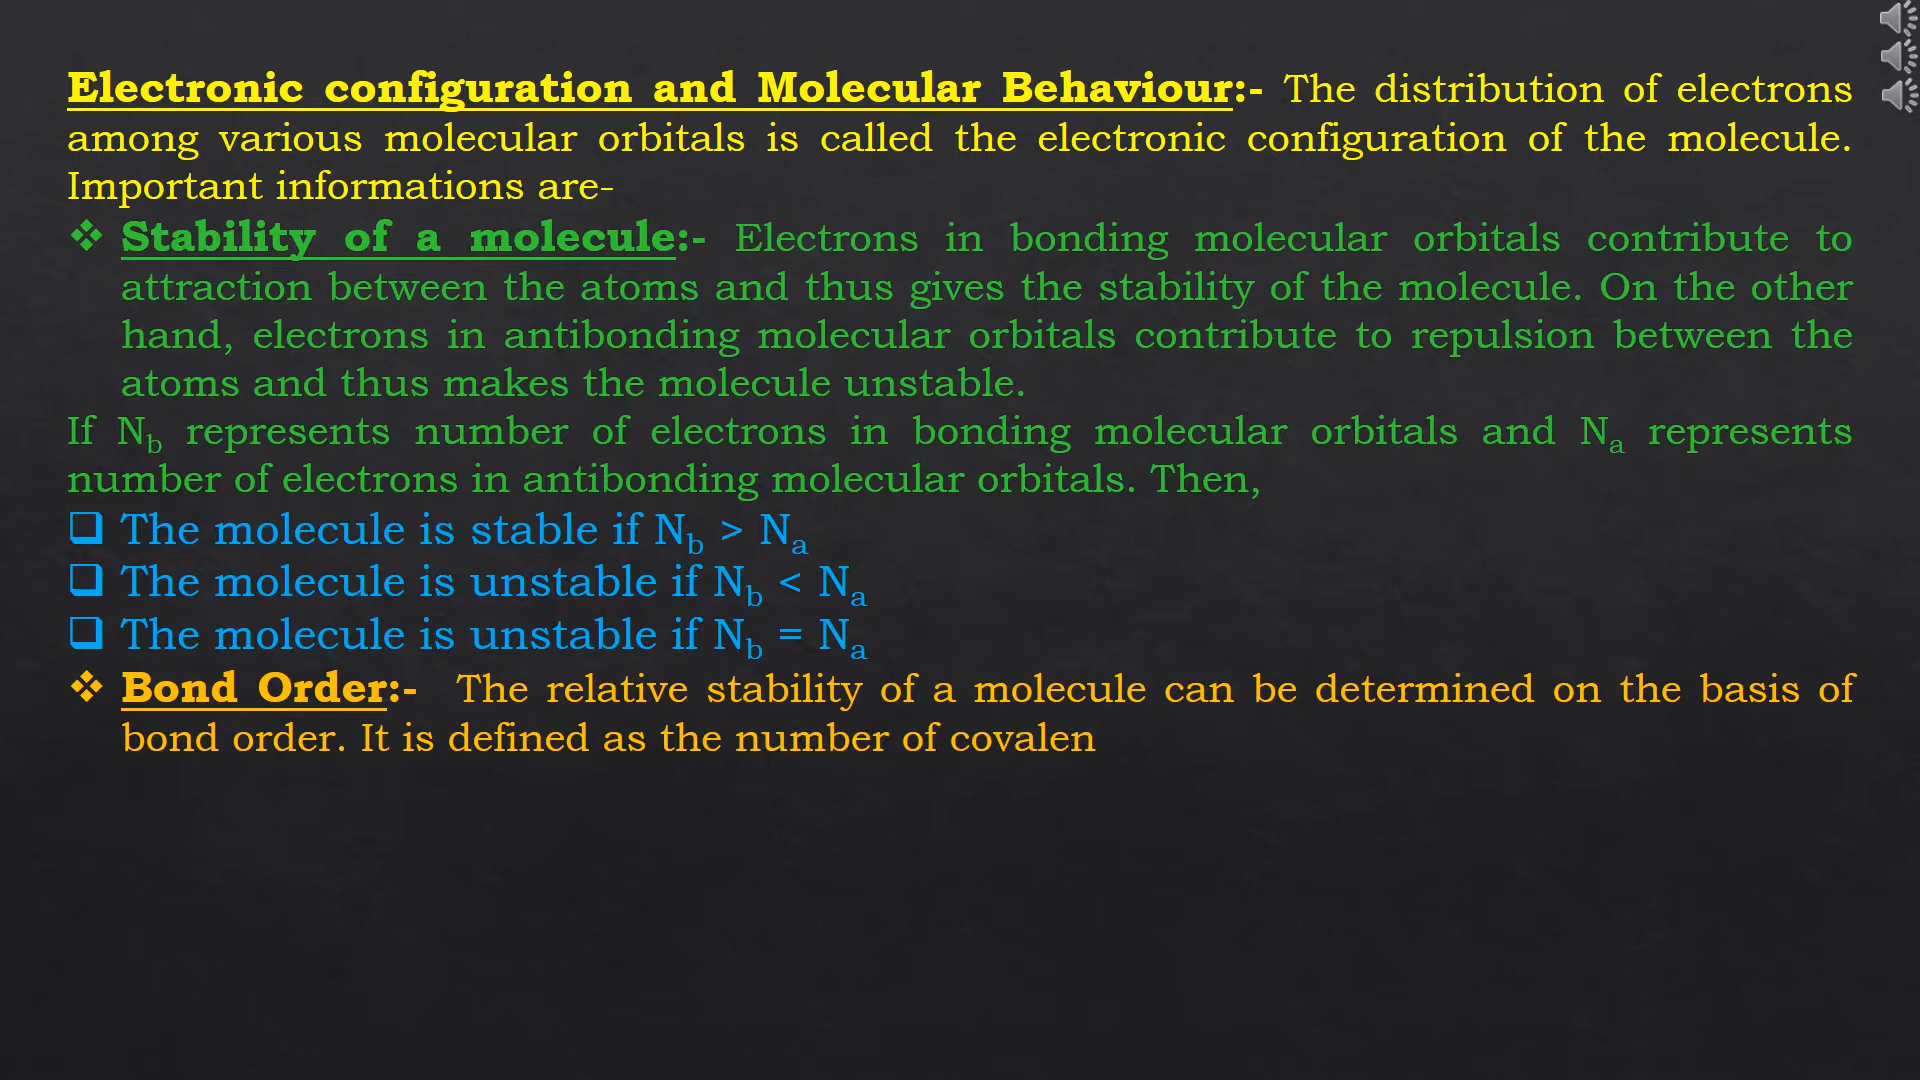 Electronic configuration and Molecular Behaviour:- The distribution of electrons
among various molecular orbitals is called the electronic configuration of the molecule.
Important informations are-
❖ Stability of a molecule:- Electrons in bonding molecular orbitals contribute to
attraction between the atoms and thus gives the stability of the molecule. On the other
hand, electrons in antibonding molecular orbitals contribute to repulsion between the
atoms and thus makes the molecule unstable.
If N_b represents number of electrons in bonding molecular orbitals and N_a represents
number of electrons in antibonding molecular orbitals. Then,
❑ The molecule is stable if N_b > N_a
❑ The molecule is unstable if N_b < N_a
❑ The molecule is unstable if N_b = N_a
❖ Bond Order:- The relative stability of a molecule can be determined on the basis of
bond order. It is defined as the number of covalen